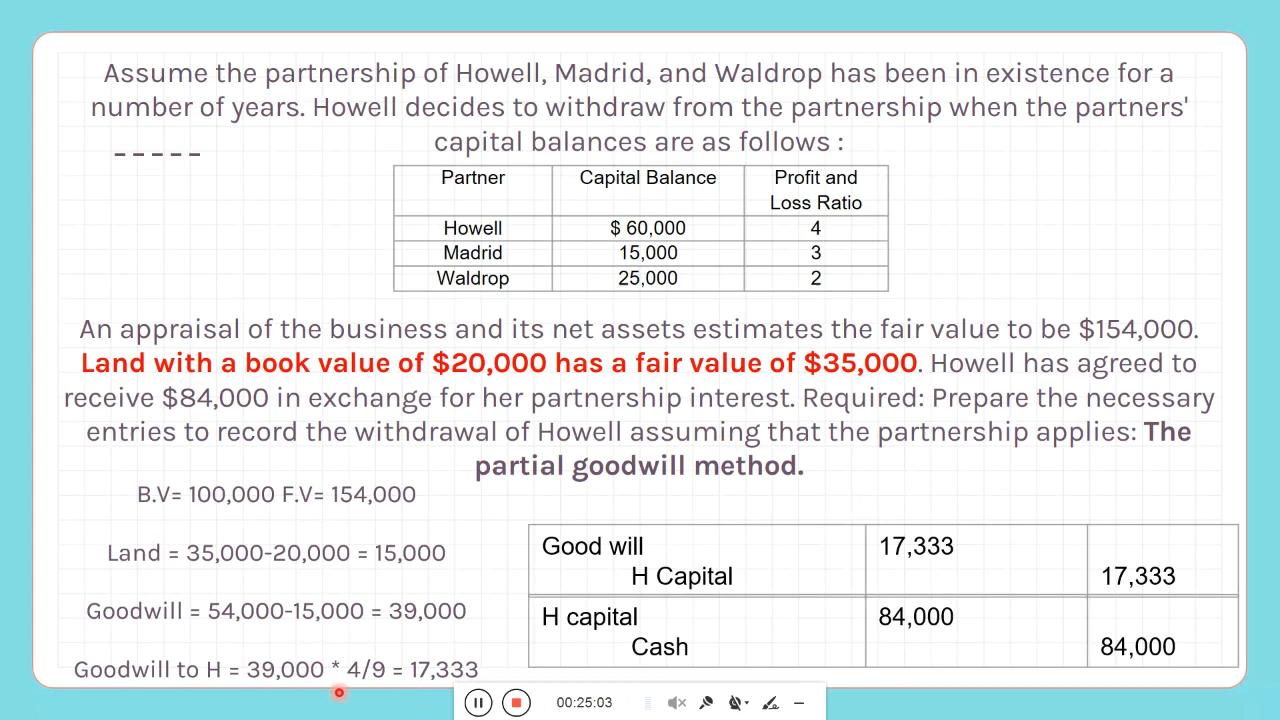 Assume the partnership of Howell, Madrid, and Waldrop has been in existence for a
number of years. Howell decides to withdraw from the partnership when the partners'
capital balances are as follows :
Partner Capital Balance Profit and
Loss Ratio
Howell $ 60,000 4
Madrid 15,000 3
Waldrop 25,000 2
An appraisal of the business and its net assets estimates the fair value to be $154,000.
Land with a book value of $20,000 has a fair value of $35,000. Howell has agreed to
receive $84,000 in exchange for her partnership interest. Required: Prepare the necessary
entries to record the withdrawal of Howell assuming that the partnership applies: The
partial goodwill method.
B.V= 100,000 F.V= 154,000
Land = 35,000-20,000 = 15,000
Goodwill = 54,000-15,000 = 39,000
Goodwill to H = 39,000 * 4/9 = 17,333
Good will 17,333
H Capital 17,333
H capital 84,000
Cash 84,000
00:25:03